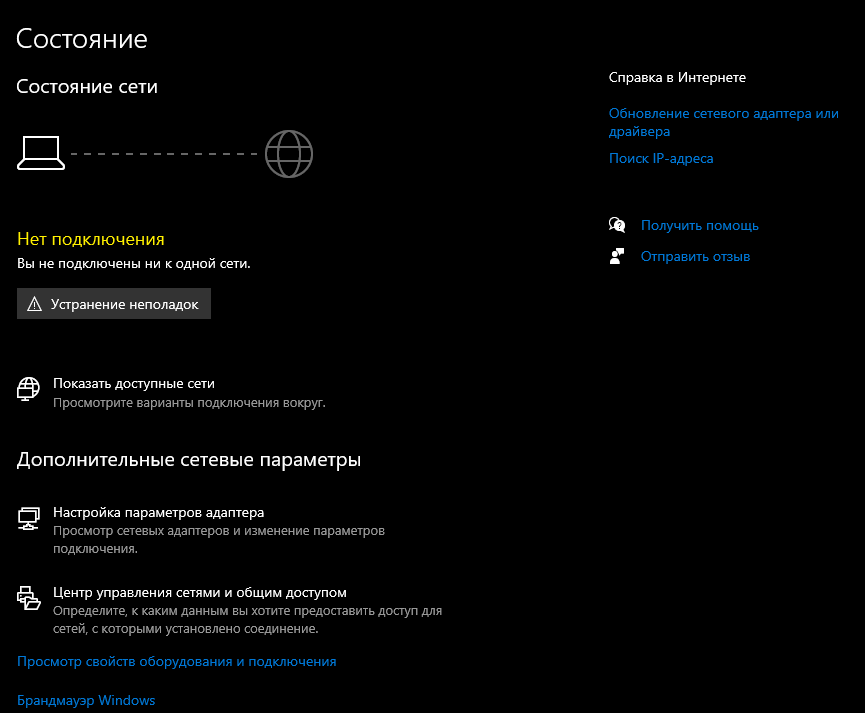 Состояние
Состояние сети
Нет подключения
Вы не подключены ни к одной сети.
Устранение неполадок
Показать доступные сети
Просмотрите варианты подключения вокруг.
Дополнительные сетевые параметры
Настройка параметров адаптера
Просмотр сетевых адаптеров и изменение параметров
подключения.
Центр управления сетями и общим доступом
Определите, к каким данным вы хотите предоставить доступ для
сетей, с которыми установлено соединение.
Просмотр свойств оборудования и подключения
Брандмауэр Windows
Справка в Интернете
Обновление сетевого адаптера или
драйвера
Поиск IP-адреса
Получить помощь
Отправить отзыв